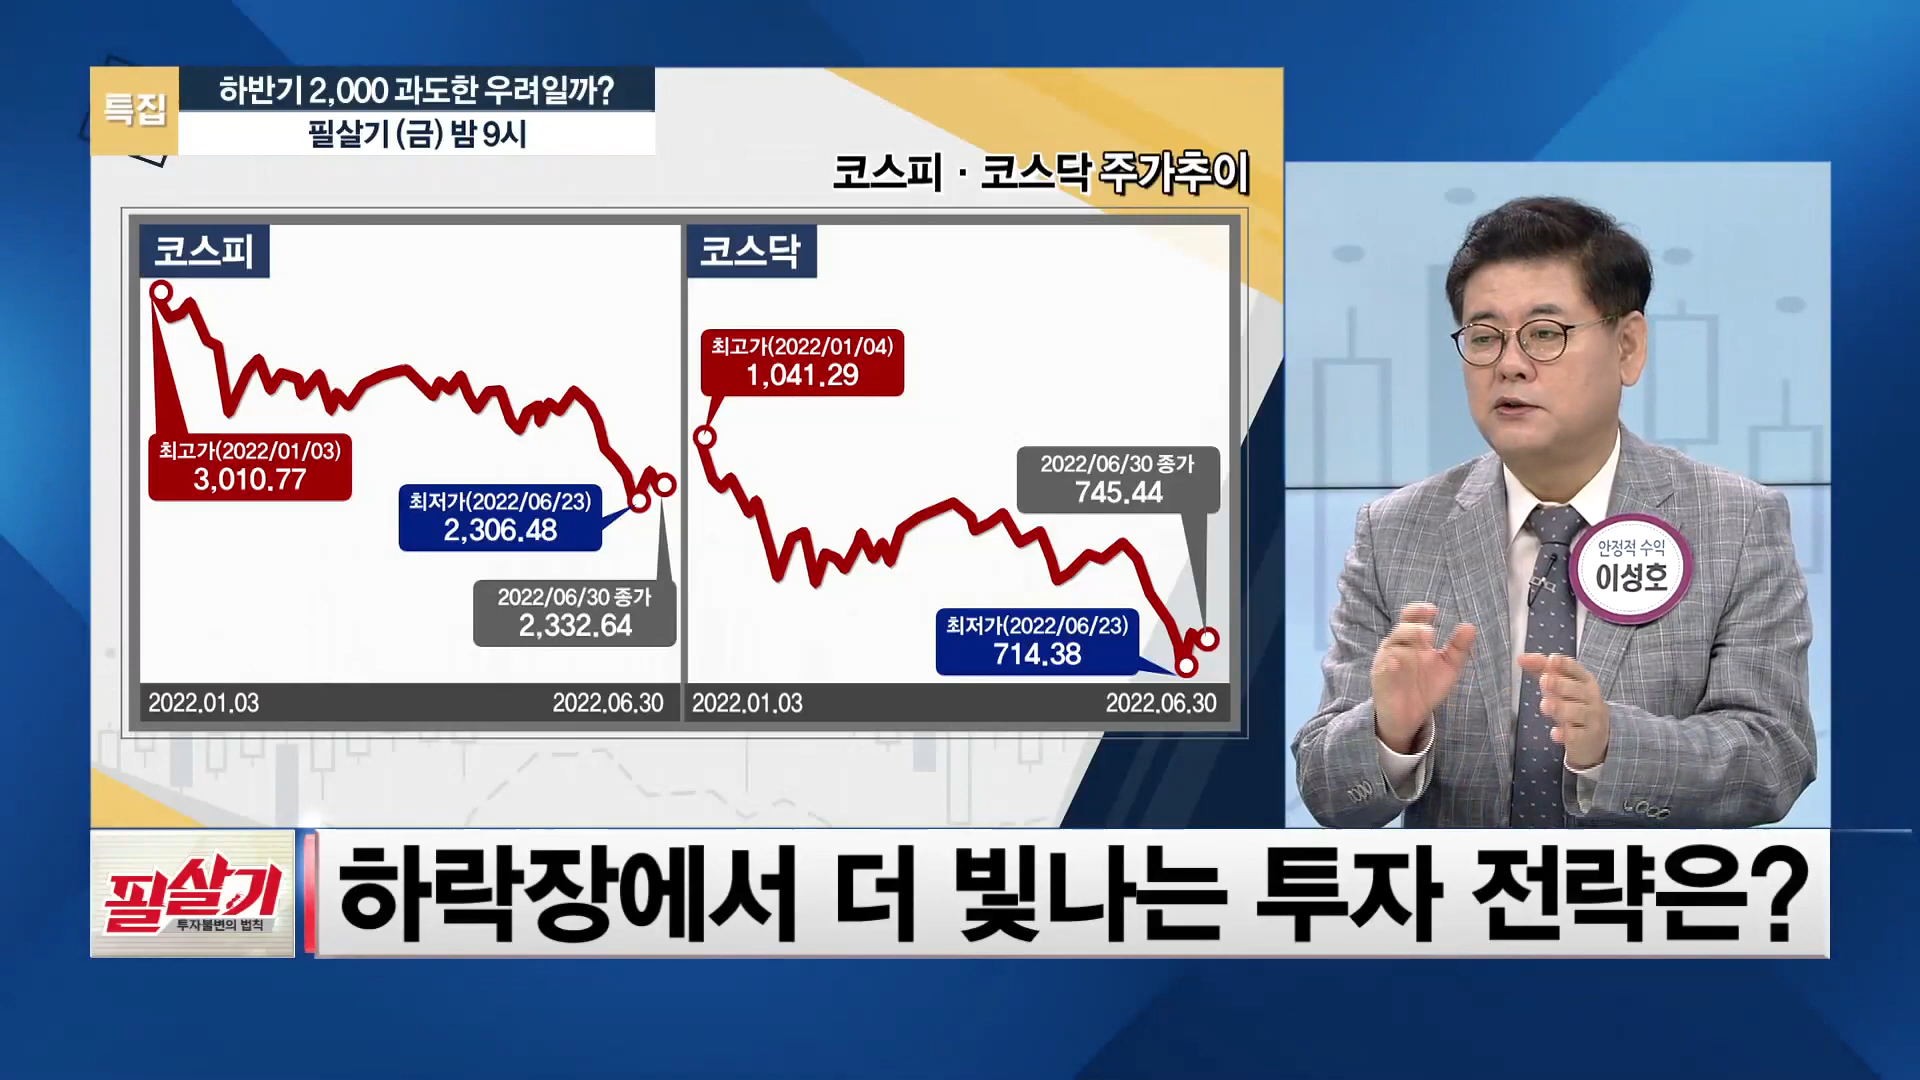 특집
하반기 2,000 과도한 우려일까?
필살기 (금) 밤 9시
코스피 · 코스닥 주가추이
코스피
최고가(2022/01/03)
3,010.77
최저가(2022/06/23)
2,306.48
2022/06/30 종가
2,332.64
2022.01.03
2022.06.30
코스닥
최고가(2022/01/04)
1,041.29
2022/06/30 종가
745.44
최저가(2022/06/23)
714.38
2022.01.03
2022.06.30
안정적 수익
이성호
필살기
투자불변의 법칙
하락장에서 더 빛나는 투자 전략은?